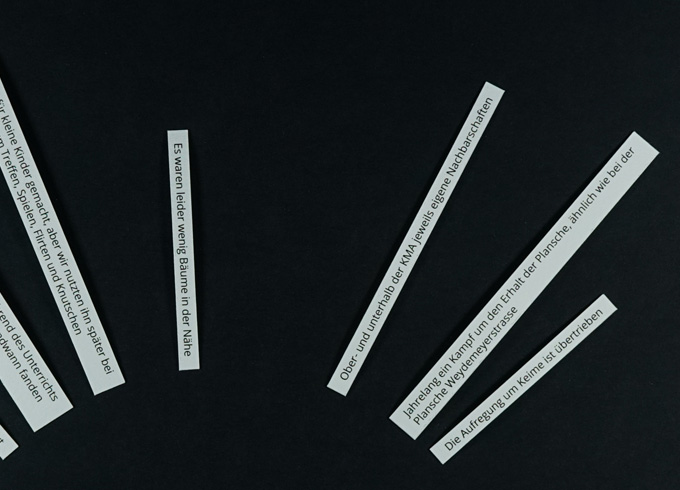 für kleine Kinder gemacht, aber wir nutzten ihn später bei
Treffen, Spielen, Flirten und Knutschen
des Unterrichts
fanden
Es waren leider wenig Bäume in der Nähe
Ober- und unterhalb der KMA jeweils eigene Nachbarschaften
Jahrelang ein Kampf um den Erhalt der Plansche, ähnlich wie bei der
Plansche Weydemeyerstrasse
Die Aufregung um Keime ist übertrieben